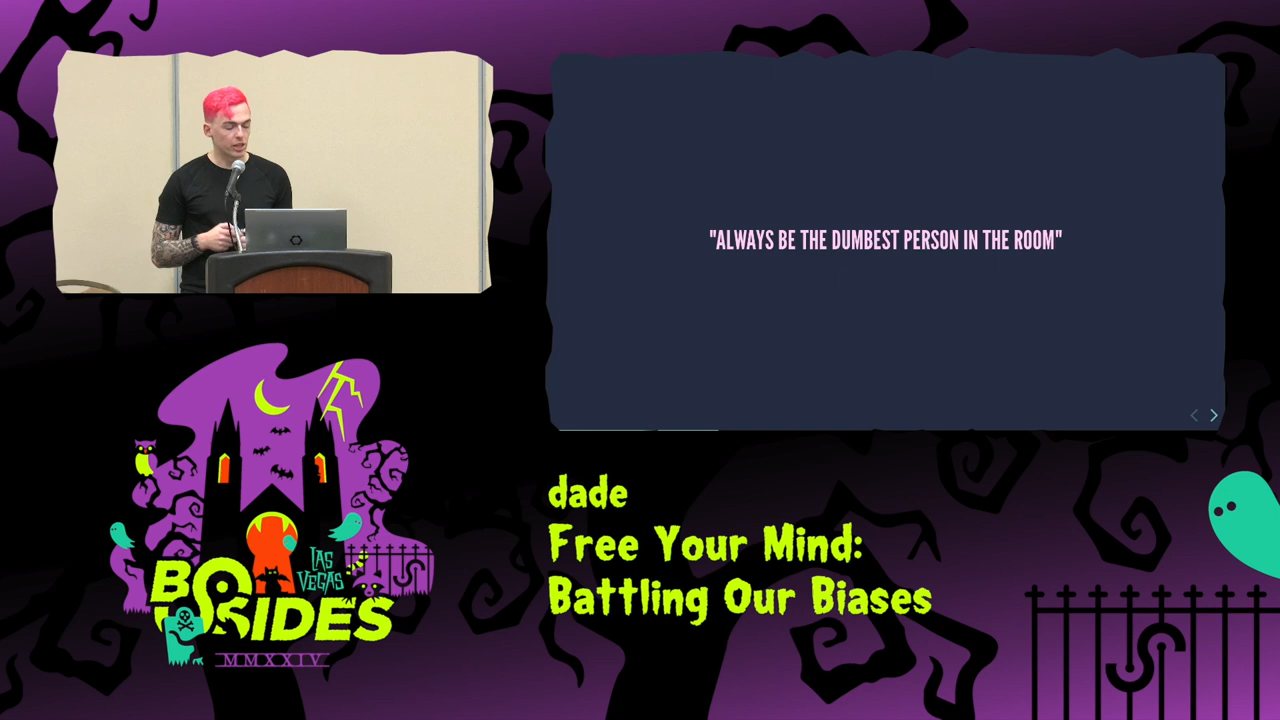 "ALWAYS BE THE DUMBEST PERSON IN THE ROOM"
dade
Free Your Mind:
Battling Our Biases
LAS
VEGAS
BSIDES
MMXXIV